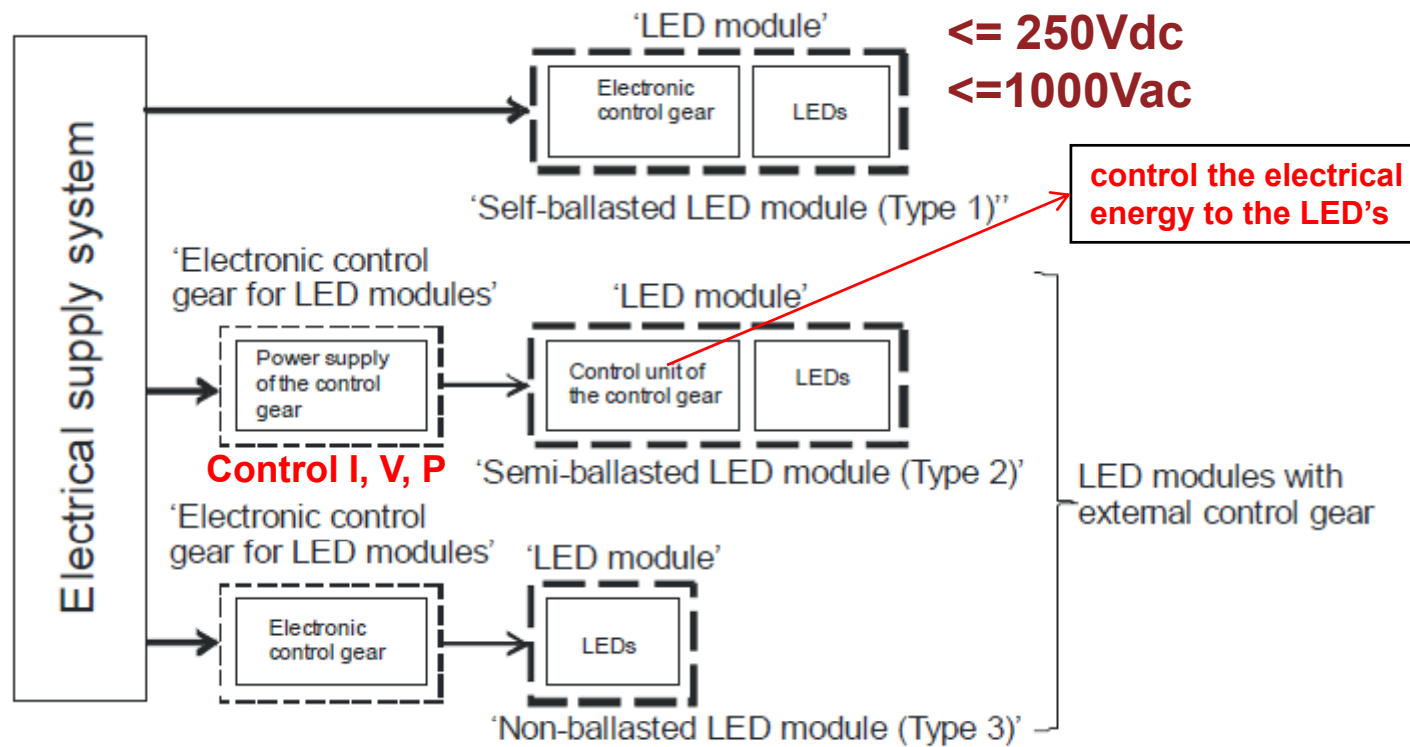 Electrical supply system
'LED module'
<= 250Vdc
<=1000Vac
Electronic
control gear
LEDs
'Self-ballasted LED module (Type 1)''
control the electrical
energy to the LED's
'Electronic control
gear for LED modules'
'LED module'
Power supply
of the control
gear
Control unit of
the control gear
LEDs
Control I, V, P
'Semi-ballasted LED module (Type 2)'
LED modules with
external control gear
'Electronic control
gear for LED modules'
'LED module'
Electronic
control gear
LEDs
'Non-ballasted LED module (Type 3)'